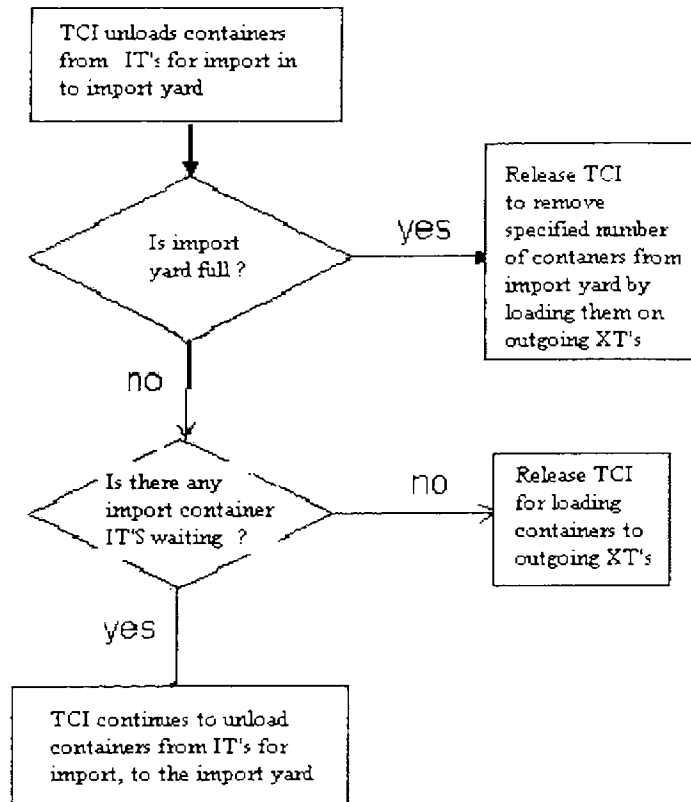 TCI unloads containers
from IT's for import in
to import yard
Is import
yard full ?
yes
Release TCI
to remove
specified number
of contaners from
import yard by
loading them on
outgoing XT's
no
Is there any
import container
IT'S waiting ?
no
Release TCI
for loading
containers to
outgoing XT's
yes
TCI continues to unload
containers from IT's for
import, to the import yard